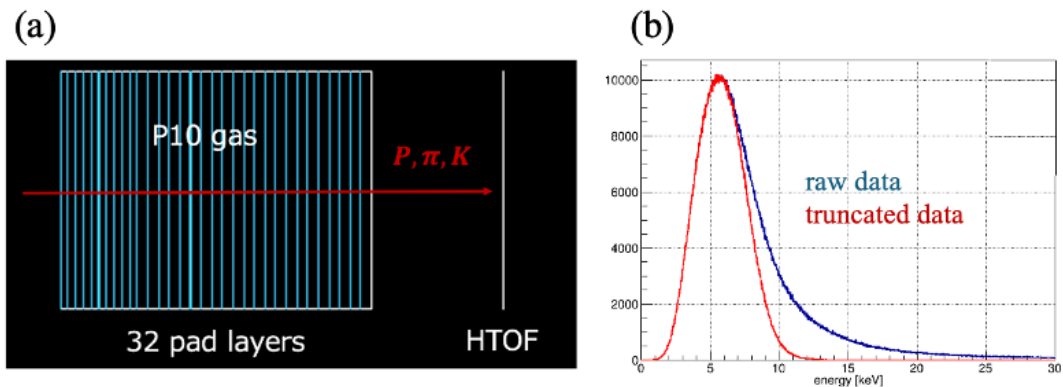 (a)
P10 gas
P, π, K
32 pad layers
HTOF
(b)
10000
8000
6000
4000
2000
0
raw data
truncated data
0 5 10 15 20 25 30
energy [keV]